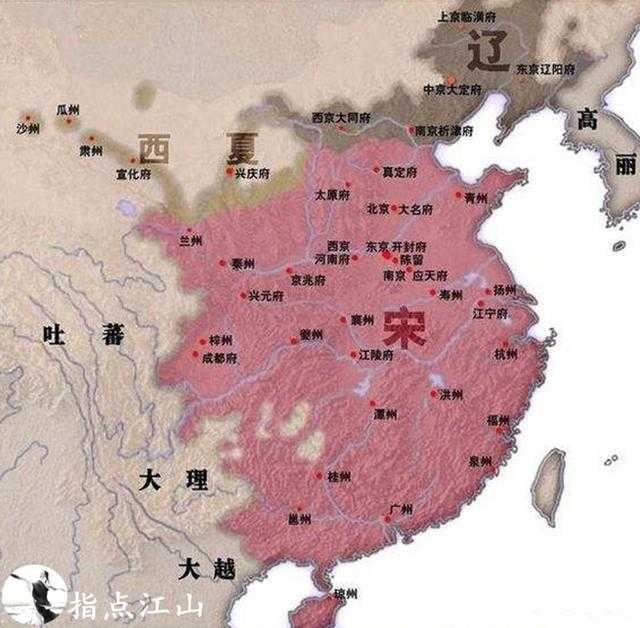 上京临潢府
辽
东京辽阳府
中京大定府
高丽
瓜州
沙州
西京大同府
南京析津府
肃州
西夏
宣化府
兴庆府
真定府
太原府
青州
北京 大名府
兰州
西京
河南府
东京 开封府
陈留
秦州
京兆府
南京 应天府
兴元府
寿州
扬州
江宁府
吐蕃
襄州
宋
夔州
梓州
成都府
江陵府
杭州
洪州
潭州
福州
泉州
大理
桂州
邕州
广州
大越
琼州
指点江山